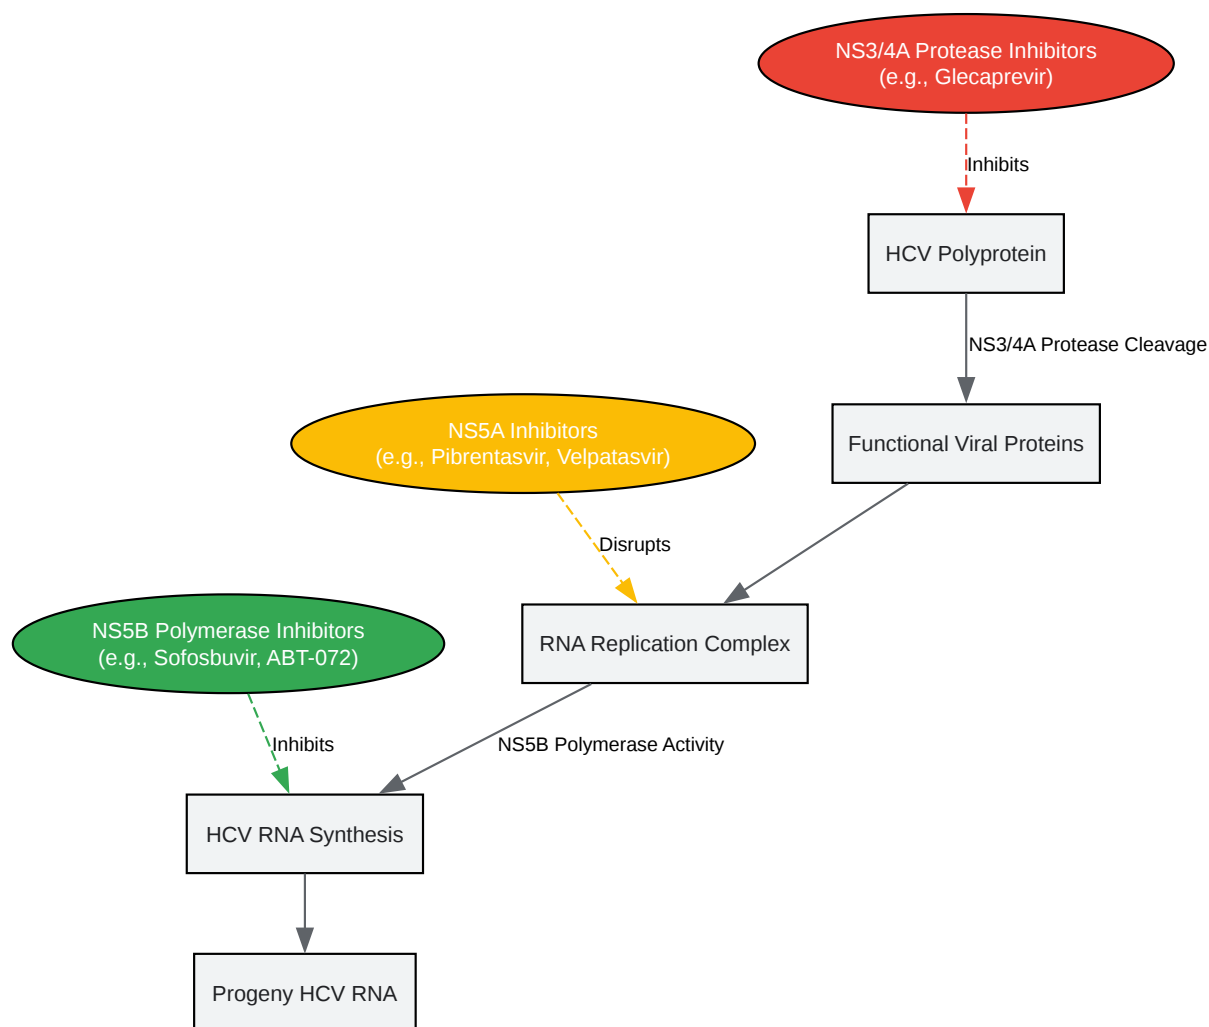 NS3/4A Protease Inhibitors
(e.g., Glecaprevir)
Inhibits
HCV Polyprotein
NS3/4A Protease Cleavage
NS5A Inhibitors
(e.g., Pibrentasvir, Velpatasvir)
Functional Viral Proteins
Disrupts
NS5B Polymerase Inhibitors
(e.g., Sofosbuvir, ABT-072)
RNA Replication Complex
Inhibits
NS5B Polymerase Activity
HCV RNA Synthesis
Progeny HCV RNA